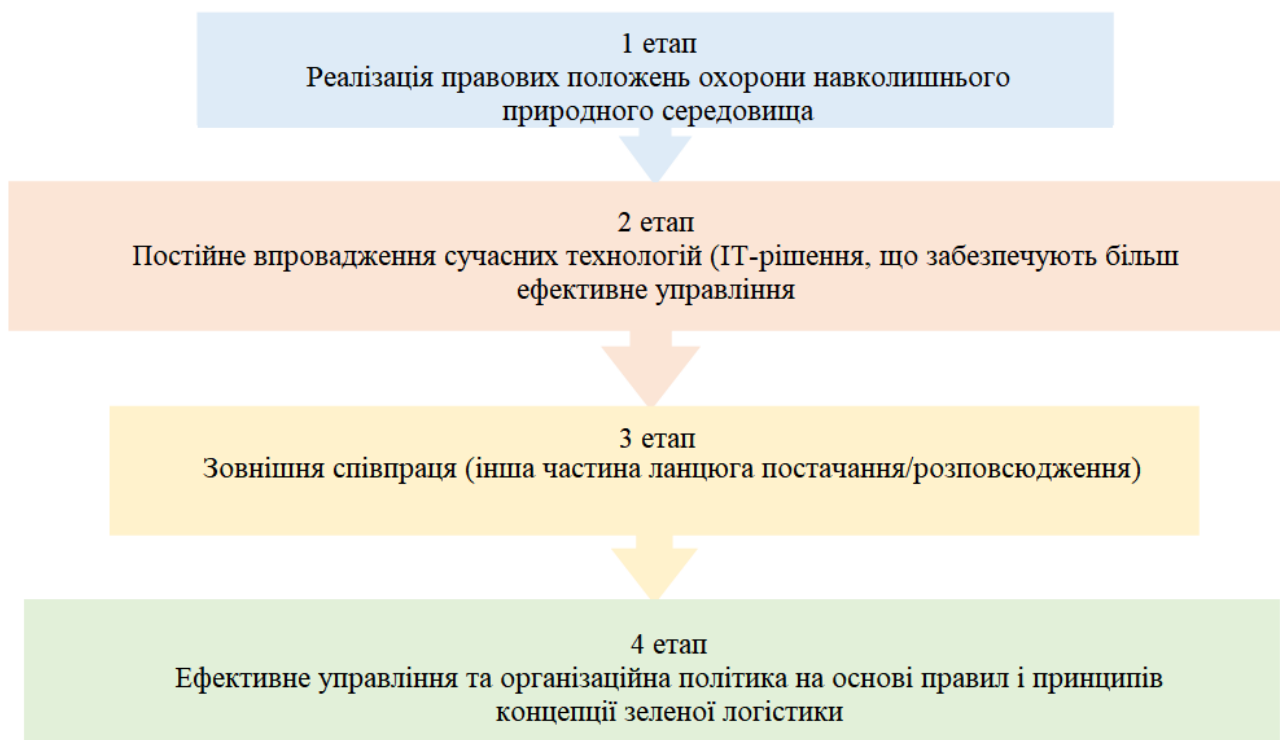 1 етап
Реалізація правових положень охорони навколишнього
природного середовища
2 етап
Постійне впровадження сучасних технологій (ІТ-рішення, що забезпечують більш
ефективне управління
3 етап
Зовнішня співпраця (інша частина ланцюга постачання/розповсюдження)
4 етап
Ефективне управління та організаційна політика на основі правил і принципів
концепції зеленої логістики